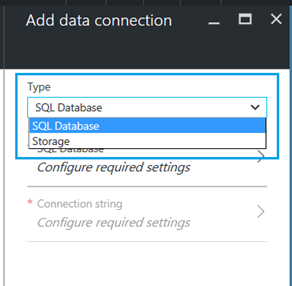 Add data connection
Type
SQL Database
SQL Database
Storage
SQL Database
Configure required settings
* Connection string
Configure required settings